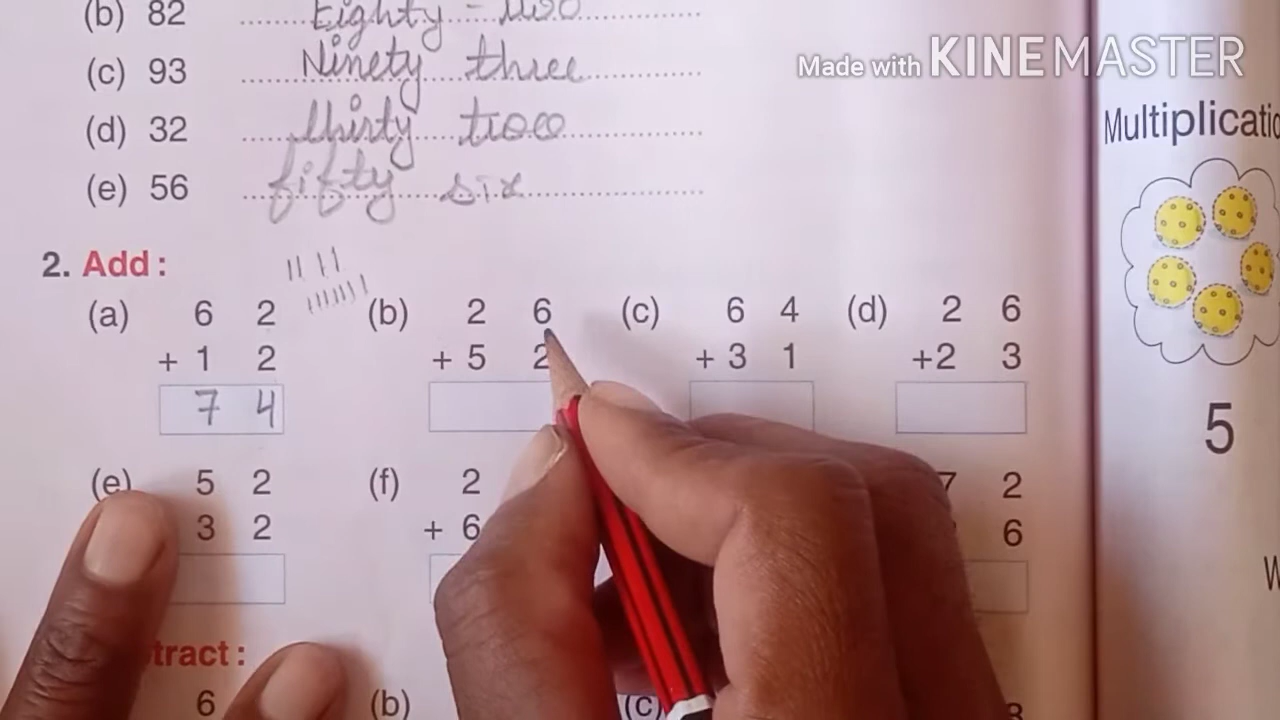 (b) 82 Eighty - two
Made with KINEMASTER
(c) 93 Ninety three
(d) 32 thirty two
(e) 56 fifty six
Multiplicatio
2. Add :
(a) 6 2 (b) 2 6 (c) 6 4 (d) 2 6
+ 1 2 + 5 2 + 3 1 +2 3
7 4
5
(e) 5 2 (f) 2 7 2
3 2 + 6 6
tract :
6 (b) (c)